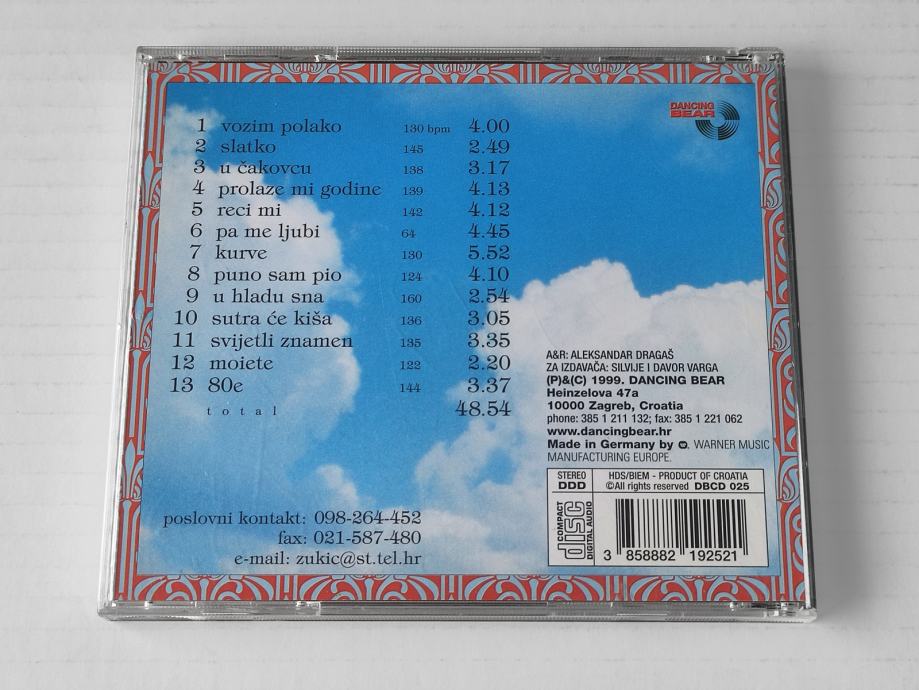 DANCING
BEAR
1 vozim polako 130 bpm 4.00
2 slatko 145 2.49
3 u čakovcu 138 3.17
4 prolaze mi godine 139 4.13
5 reci mi 142 4.12
6 pa me ljubi 64 4.45
7 kurve 130 5.52
8 puno sam pio 124 4.10
9 u hladu sna 160 2.54
10 sutra će kiša 136 3.05
11 svijetli znamen 135 3.35
12 moiete 122 2.20
13 80e 144 3.37
total 48.54
A&R: ALEKSANDAR DRAGAŠ
ZA IZDAVAČA: SILVIJE I DAVOR VARGA
(P)&(C) 1999. DANCING BEAR
Heinzelova 47a
10000 Zagreb, Croatia
phone: 385 1 211 132; fax: 385 1 221 062
www.dancingbear.hr
Made in Germany by WARNER MUSIC
MANUFACTURING EUROPE.
STEREO
DDD
HDS/BIEM - PRODUCT OF CROATIA
©All rights reserved DBCD 025
COMPACT
disc
DIGITAL AUDIO
3 858882 192521
poslovni kontakt: 098-264-452
fax: 021-587-480
e-mail: zukic@st.tel.hr